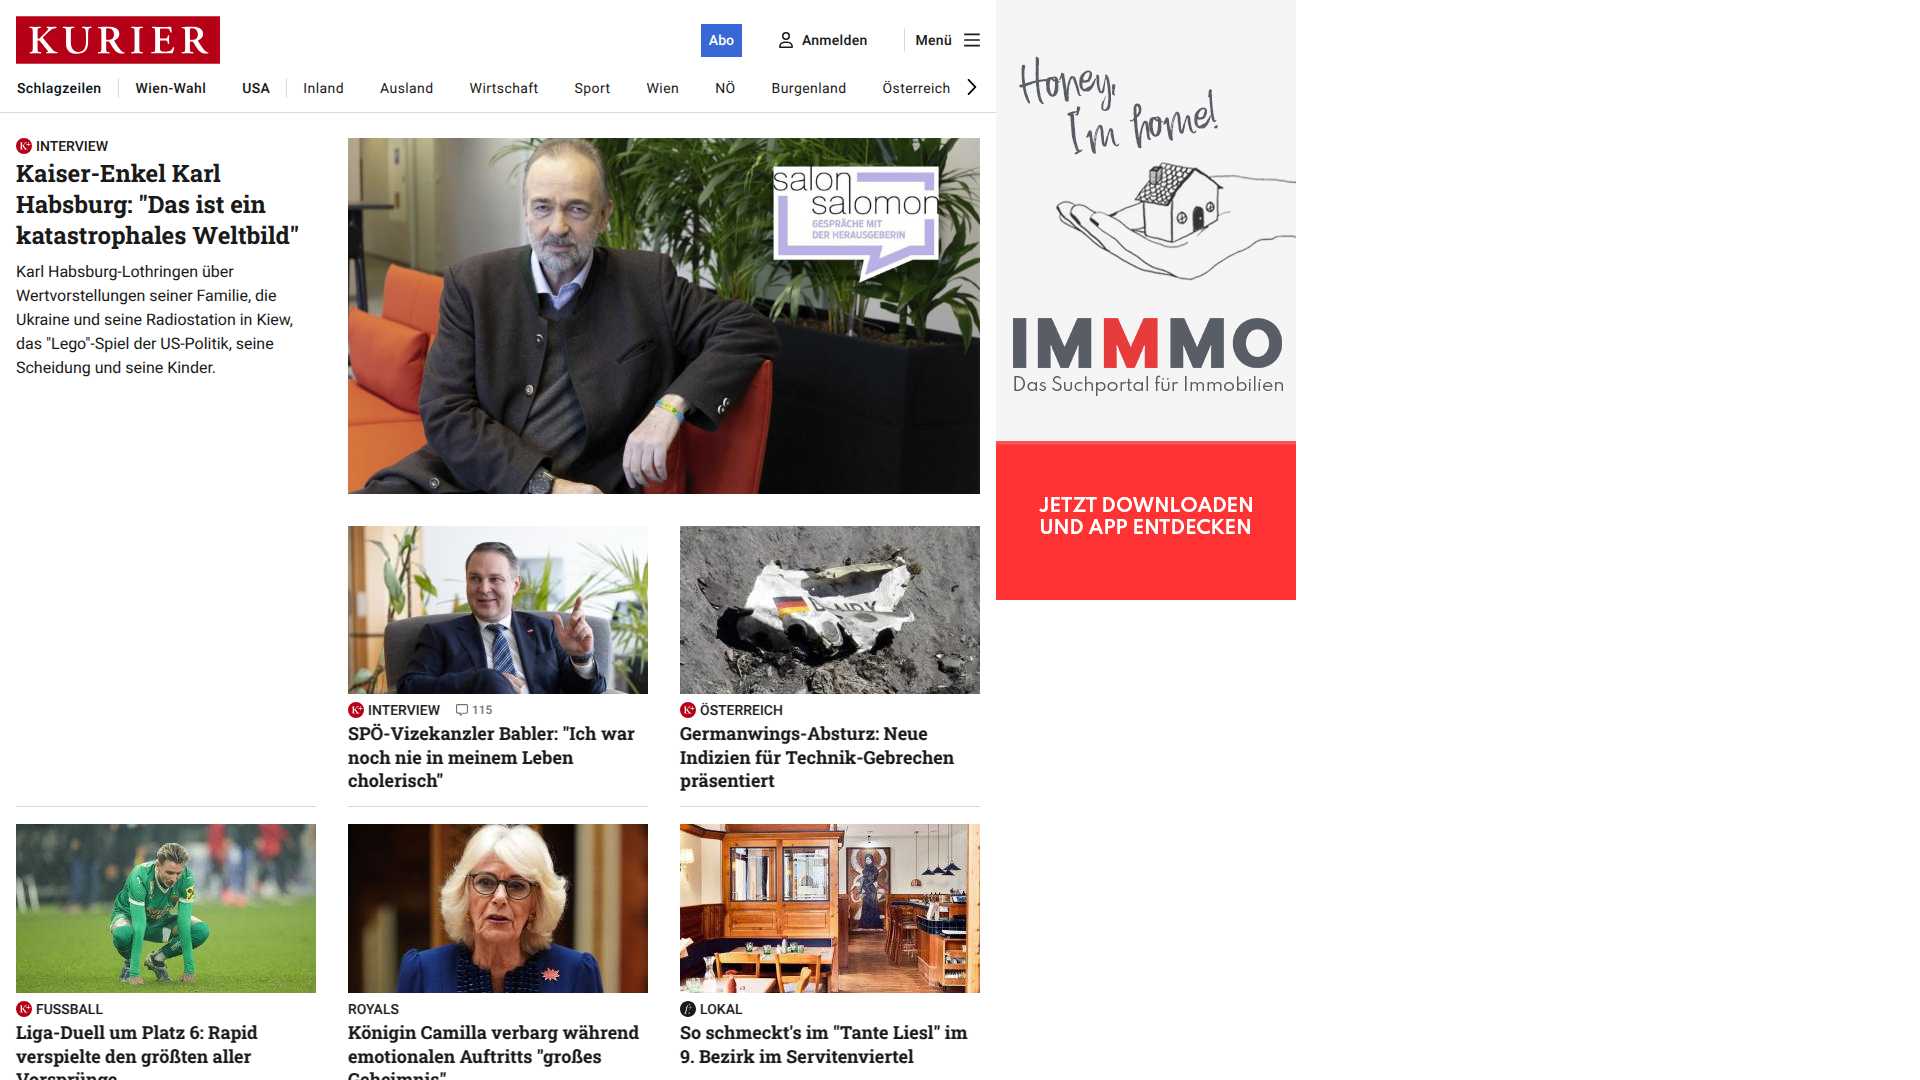 KURIER
Abo
Anmelden
Menü
Schlagzeilen
Wien-Wahl
USA
Inland
Ausland
Wirtschaft
Sport
Wien
NÖ
Burgenland
Österreich
K+ INTERVIEW
Kaiser-Enkel Karl
Habsburg: "Das ist ein
katastrophales Weltbild"
Karl Habsburg-Lothringen über
Wertvorstellungen seiner Familie, die
Ukraine und seine Radiostation in Kiew,
das "Lego"-Spiel der US-Politik, seine
Scheidung und seine Kinder.
salon
salomon
GESPRÄCHE MIT
DER HERAUSGEBERIN
K+ INTERVIEW 115
SPÖ-Vizekanzler Babler: "Ich war
noch nie in meinem Leben
cholerisch"
K+ ÖSTERREICH
Germanwings-Absturz: Neue
Indizien für Technik-Gebrechen
präsentiert
K+ FUSSBALL
Liga-Duell um Platz 6: Rapid
verspielte den größten aller
Vorsprünge
ROYALS
Königin Camilla verbarg während
emotionalen Auftritts "großes
Geheimnis"
LOKAL
So schmeckt's im "Tante Liesl" im
9. Bezirk im Servitenviertel
Honey,
I'm home!
IMMMO
Das Suchportal für Immobilien
JETZT DOWNLOADEN
UND APP ENTDECKEN